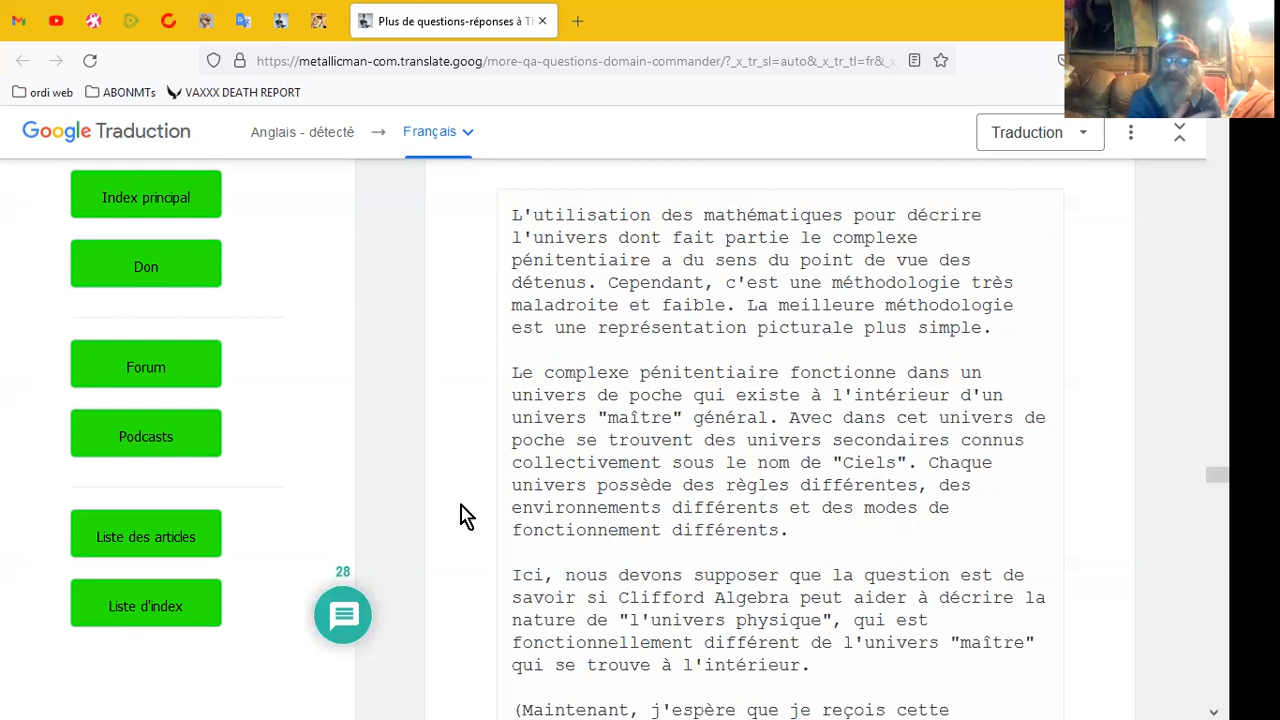 Plus de questions-réponses à Tl
https://metallicman-com.translate.goog/more-qa-questions-domain-commander/?_x_tr_sl=auto&_x_tr_tl=fr&_x_
ordi web
ABONMTs
VAXXX DEATH REPORT
Google Traduction
Anglais - détecté
Français
Traduction
Index principal
Don
Forum
Podcasts
Liste des articles
Liste d'index
28
L'utilisation des mathématiques pour décrire
l'univers dont fait partie le complexe
pénitentiaire a du sens du point de vue des
détenus. Cependant, c'est une méthodologie très
maladroite et faible. La meilleure méthodologie
est une représentation picturale plus simple.
Le complexe pénitentiaire fonctionne dans un
univers de poche qui existe à l'intérieur d'un
univers "maître" général. Avec dans cet univers de
poche se trouvent des univers secondaires connus
collectivement sous le nom de "Ciels". Chaque
univers possède des règles différentes, des
environnements différents et des modes de
fonctionnement différents.
Ici, nous devons supposer que la question est de
savoir si Clifford Algebra peut aider à décrire la
nature de "l'univers physique", qui est
fonctionnellement différent de l'univers "maître"
qui se trouve à l'intérieur.
(Maintenant, j'espère que je reçois cette